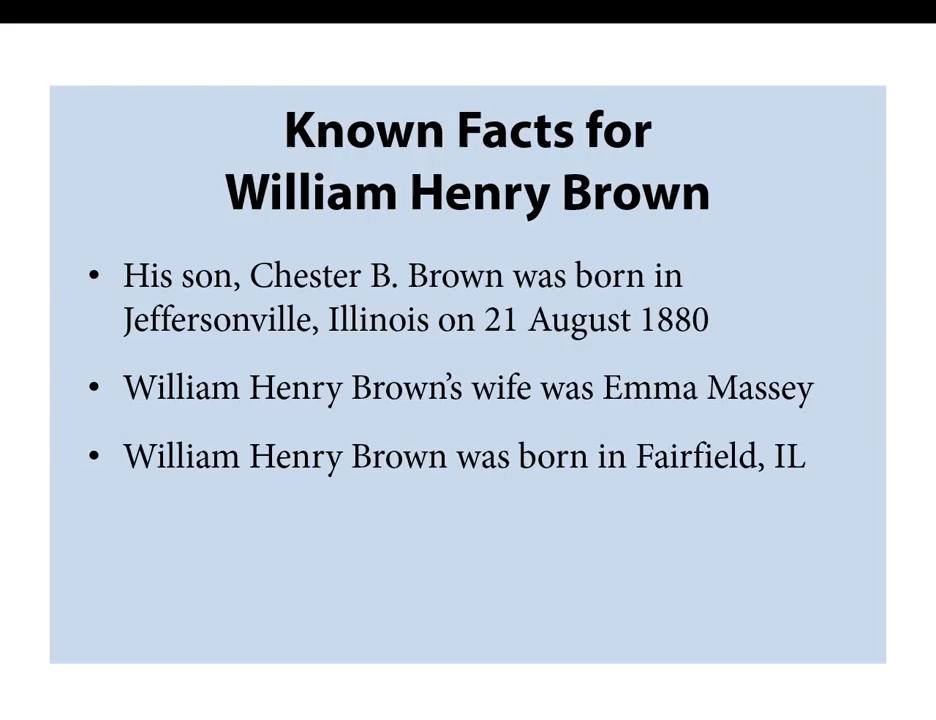 Known Facts for
William Henry Brown
• His son, Chester B. Brown was born in
Jeffersonville, Illinois on 21 August 1880
• William Henry Brown’s wife was Emma Massey
• William Henry Brown was born in Fairfield, IL